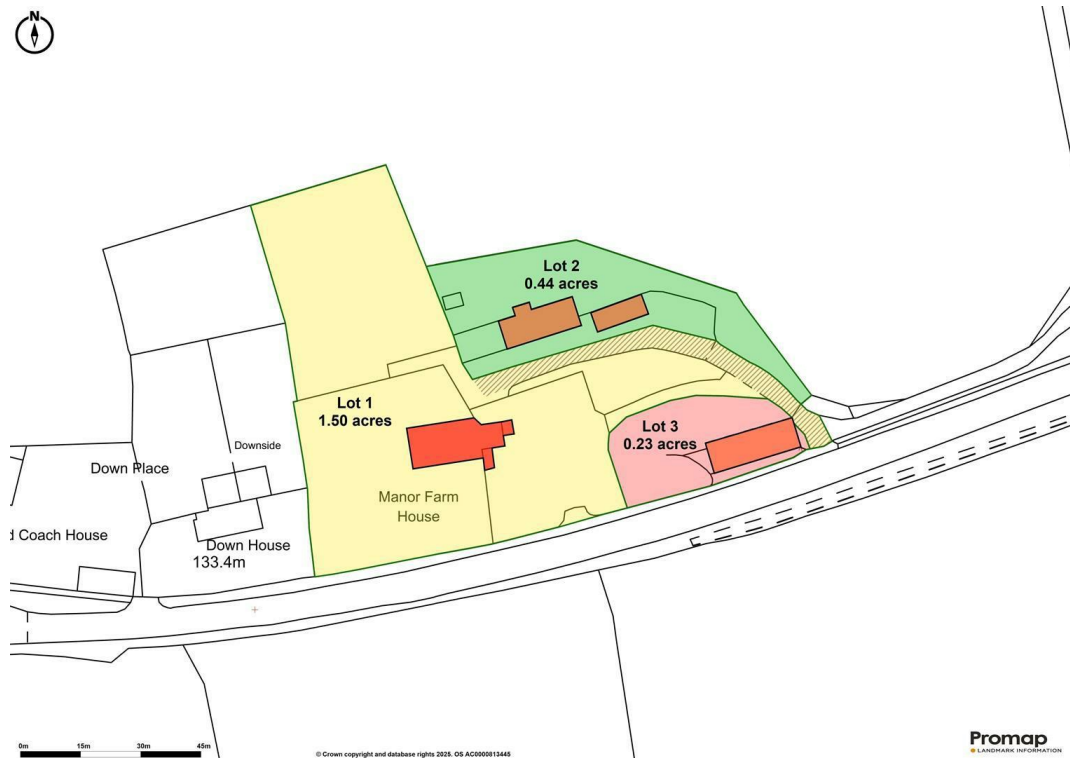 N
Lot 2
0.44 acres
Lot 1
1.50 acres
Lot 3
0.23 acres
Downside
Down Place
Manor Farm
House
d Coach House
Down House
133.4m
0m 15m 30m 45m
© Crown copyright and database rights 2025. OS AC0000813445
Promap
LANDMARK INFORMATION